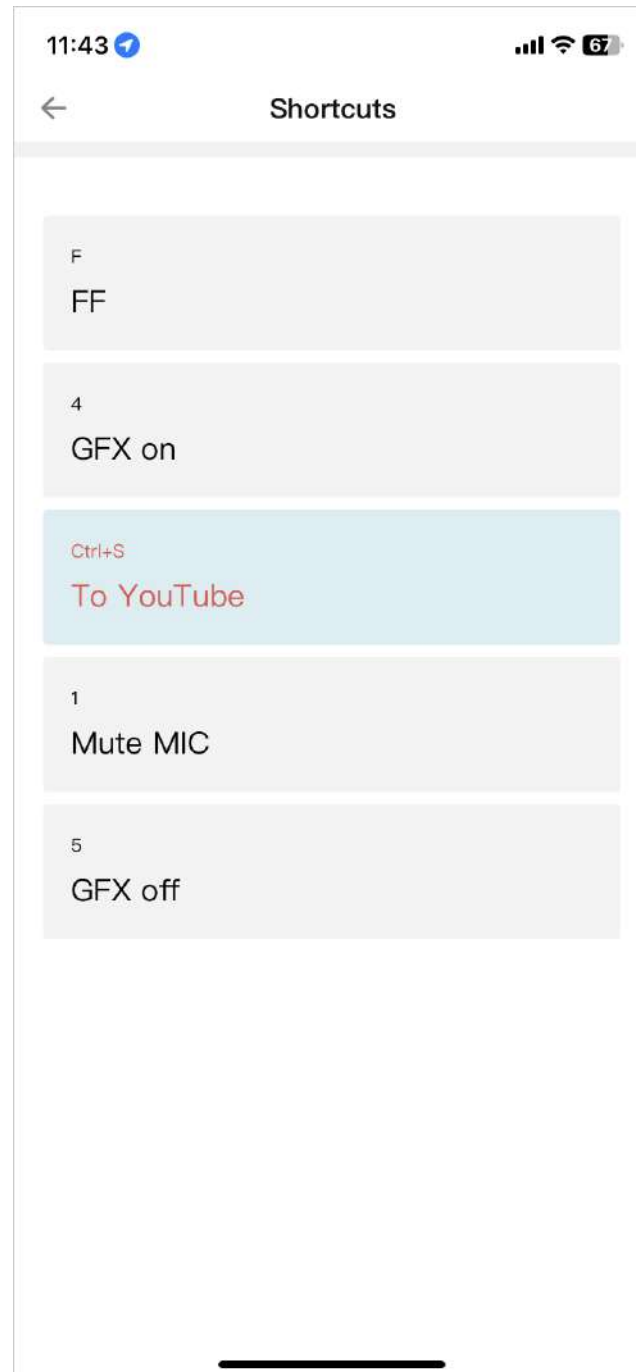 11:43
67
Shortcuts
F
FF
4
GFX on
Ctrl+S
To YouTube
1
Mute MIC
5
GFX off